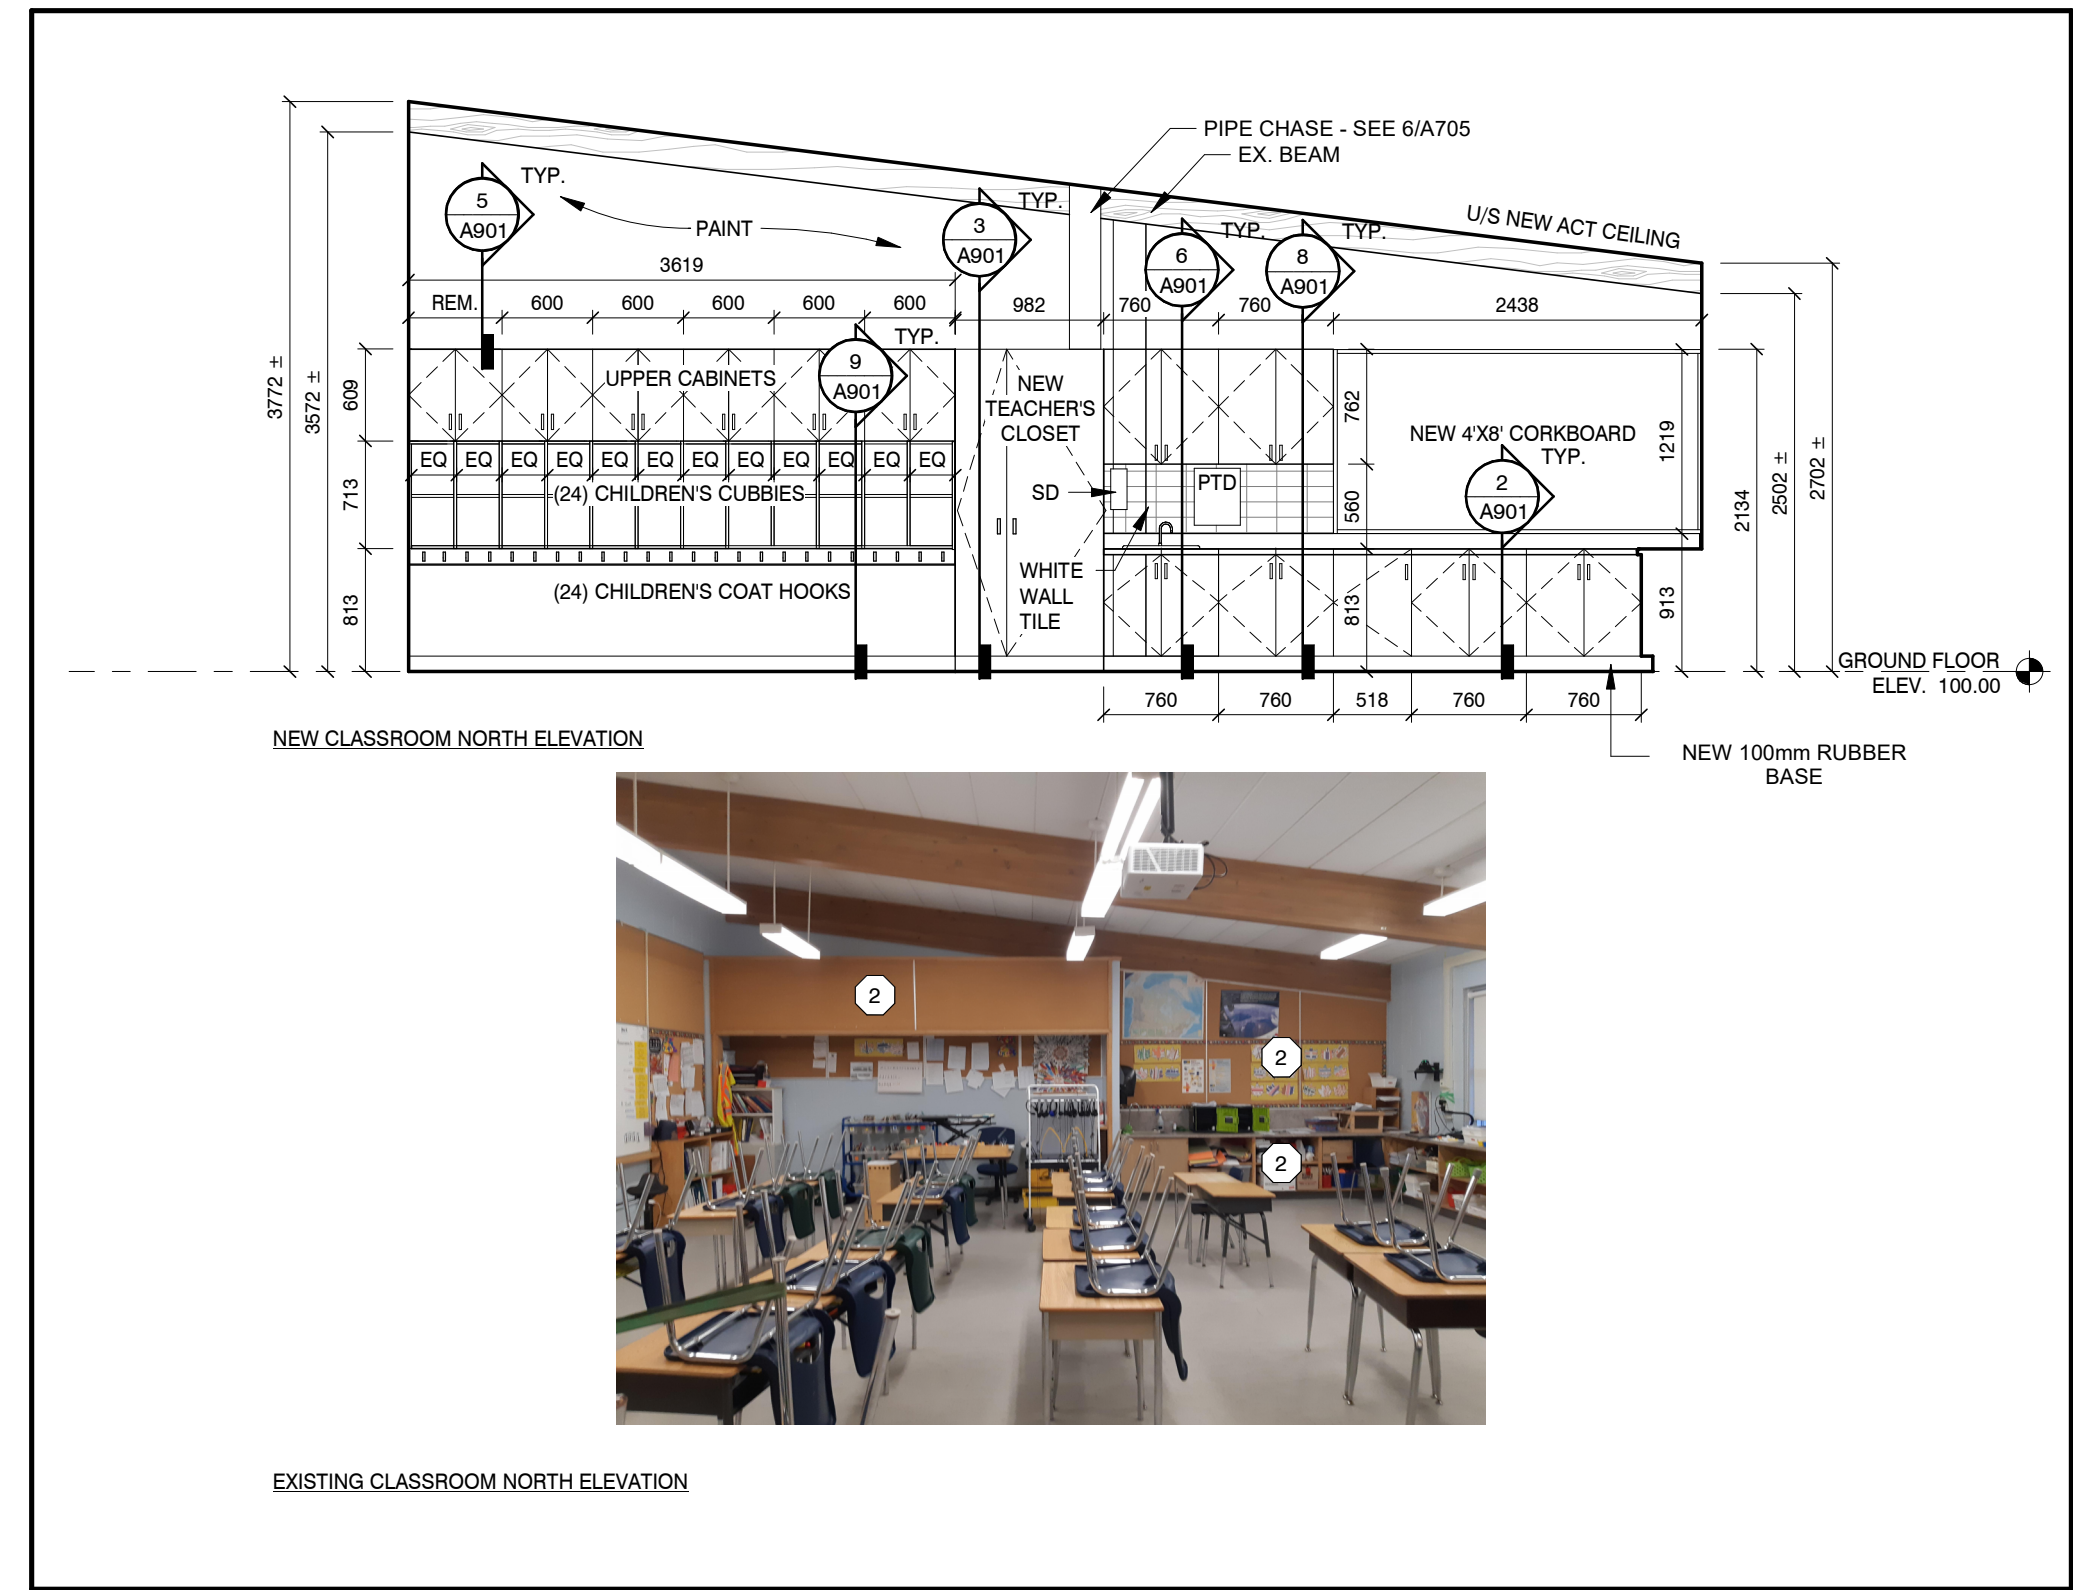 PIPE CHASE - SEE 6/A705
EX. BEAM
TYP.
5
A901
PAINT
3
A901
TYP.
6
A901
TYP.
8
A901
TYP.
U/S NEW ACT CEILING
3619
REM.
600
600
600
600
600
982
760
760
2438
9
A901
TYP.
3772 ±
3572 ±
609
713
813
UPPER CABINETS
EQ EQ EQ EQ EQ EQ EQ EQ EQ EQ EQ EQ
(24) CHILDREN'S CUBBIES
(24) CHILDREN'S COAT HOOKS
NEW
TEACHER'S
CLOSET
SD
PTD
WHITE
WALL
TILE
762
560
813
NEW 4'X8' CORKBOARD
TYP.
2
A901
1219
913
2134
2502 ±
2702 ±
GROUND FLOOR
ELEV. 100.00
760
760
518
760
760
NEW CLASSROOM NORTH ELEVATION
NEW 100mm RUBBER
BASE
2
2
2
EXISTING CLASSROOM NORTH ELEVATION